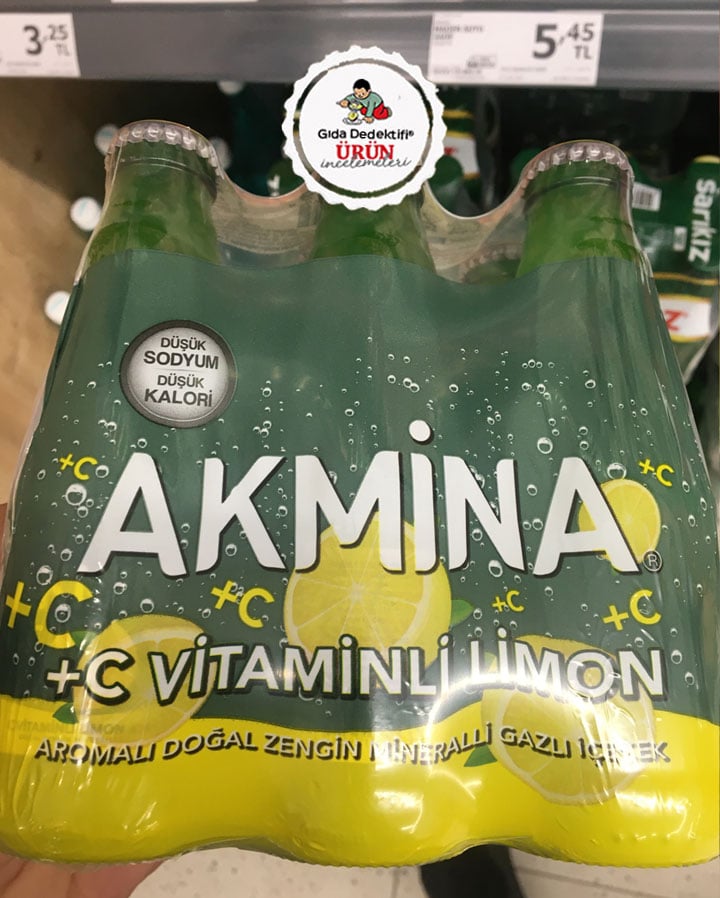 3,25
TL
5,45
TL
Gıda Dedektifi®
ÜRÜN
incelemeleri
sarıkız
DÜŞÜK
SODYUM
DÜŞÜK
KALORİ
+C
+C
AKMİNA®
+C
+C
+C
+C
+C VİTAMİNLİ LİMON
AROMALI DOĞAL ZENGİN MİNERALLİ GAZLI İÇECEK